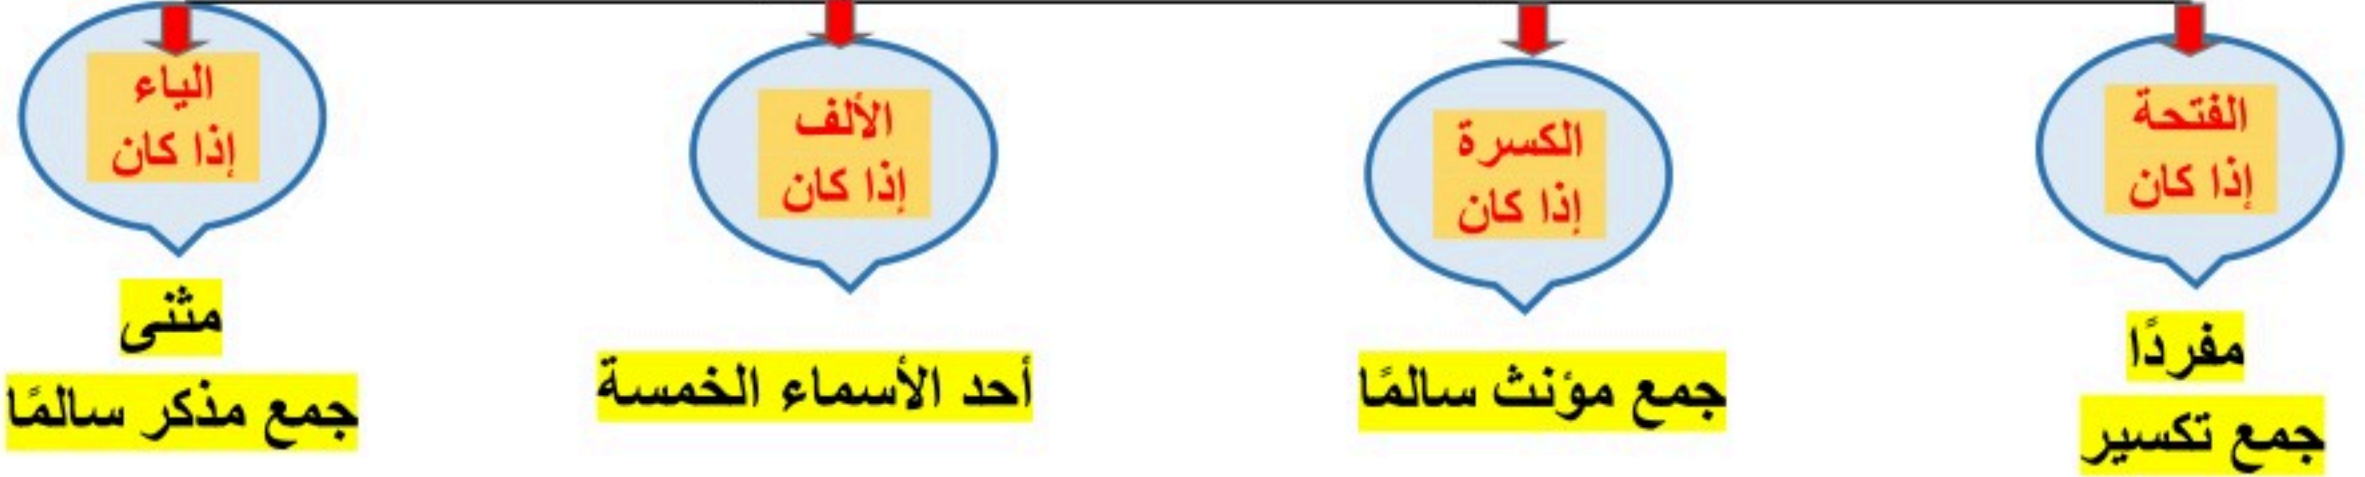 الفتحة
إذا كان
مفردًا
جمع تكسير
الكسرة
إذا كان
جمع مؤنث سالمًا
الألف
إذا كان
أحد الأسماء الخمسة
الياء
إذا كان
مثنى
جمع مذكر سالمًا